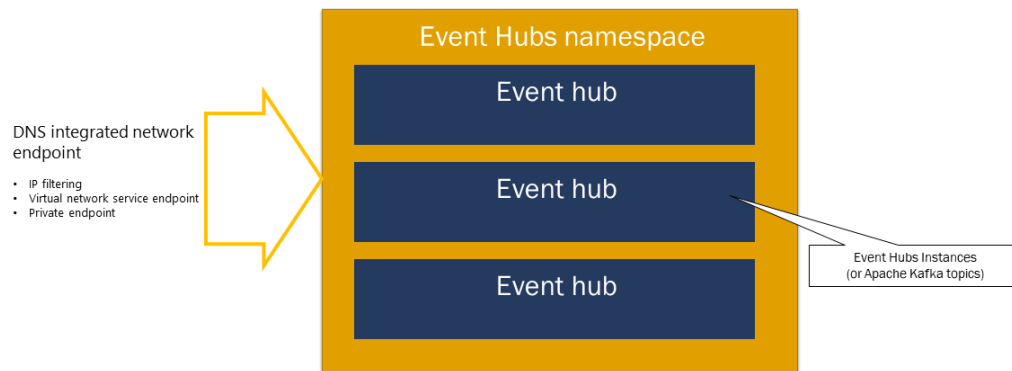 Event Hubs namespace
Event hub
DNS integrated network
endpoint
▪ IP filtering
▪ Virtual network service endpoint
▪ Private endpoint
Event hub
Event Hubs Instances
(or Apache Kafka topics)
Event hub